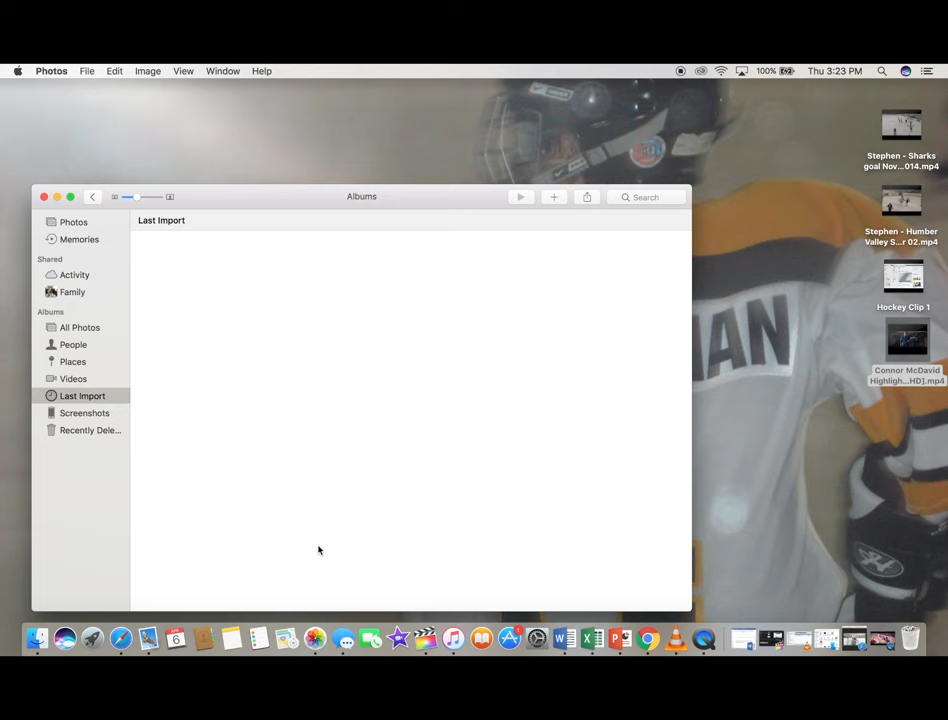 Photos File Edit Image View Window Help 100% Thu 3:23 PM
Stephen - Sharks
goal Nov...014.mp4
Albums Search
Photos
Last Import
Memories
Stephen - Humber
Valley S...r 02.mp4
Shared
Activity
Family
Hockey Clip 1
Albums
All Photos
People
Places
Videos
Last Import
Screenshots
Recently Dele...
Connor McDavid
Highligh...HD].mp4
MAN